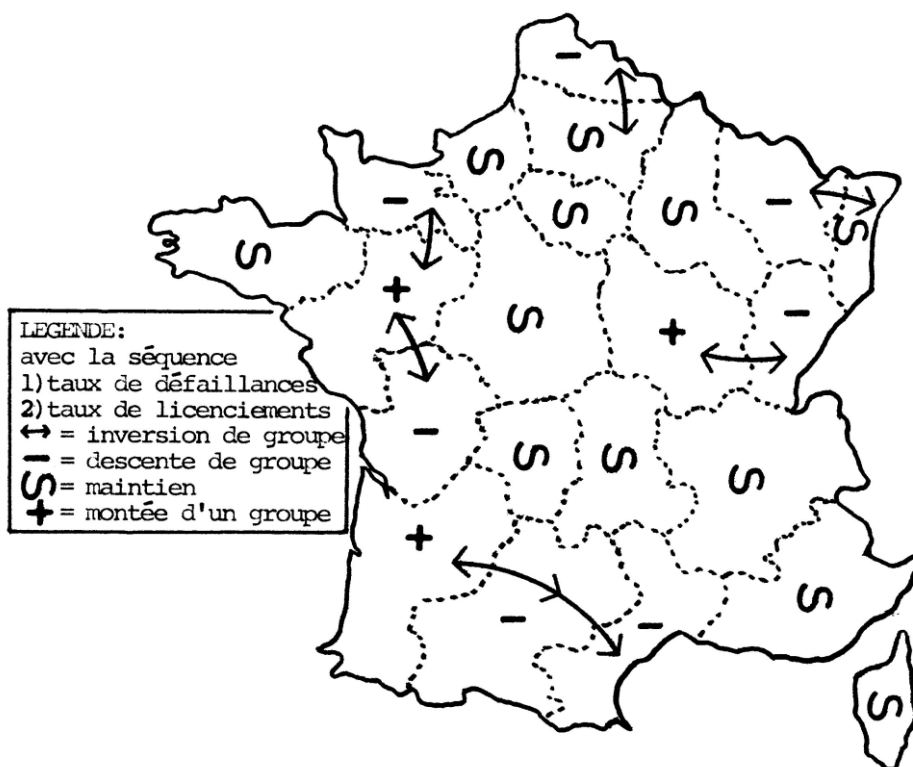 LEGENDE:
avec la séquence
1)taux de défaillances
2)taux de licenciements
↔ = inversion de groupe
− = descente de groupe
S = maintien
+ = montée d'un groupe
−
S
S
−
S
S
−
S
S
+
S
+
−
−
S
S
S
+
−
−
S
S